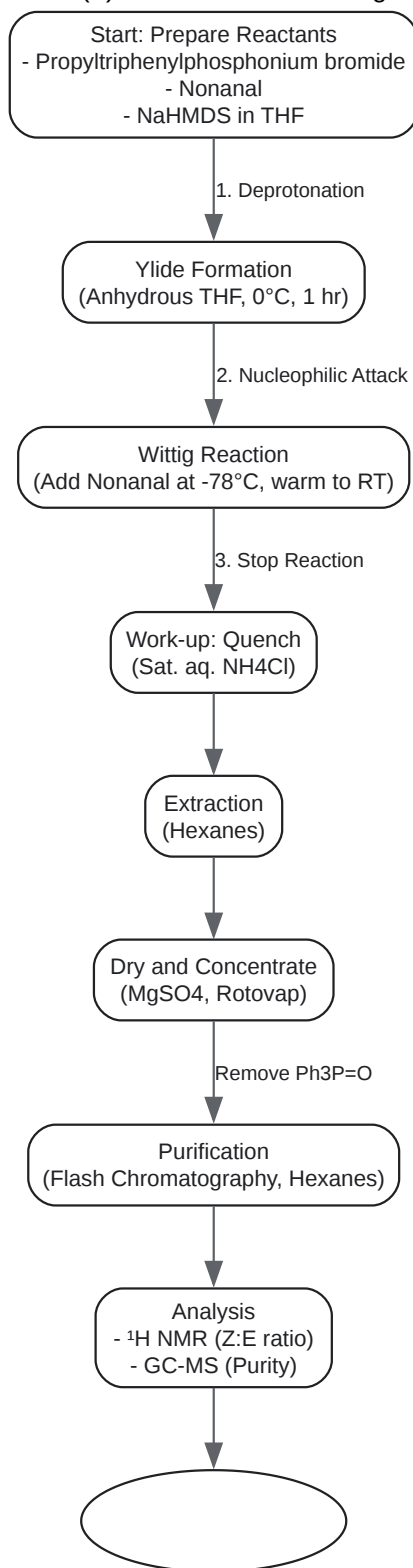 Start: Prepare Reactants
- Propyltriphenylphosphonium bromide
- Nonanal
- NaHMDS in THF
1. Deprotonation
Ylide Formation
(Anhydrous THF, 0°C, 1 hr)
2. Nucleophilic Attack
Wittig Reaction
(Add Nonanal at -78°C, warm to RT)
3. Stop Reaction
Work-up: Quench
(Sat. aq. NH4Cl)
Extraction
(Hexanes)
Dry and Concentrate
(MgSO4, Rotovap)
Remove Ph3P=O
Purification
(Flash Chromatography, Hexanes)
Analysis
- ¹H NMR (Z:E ratio)
- GC-MS (Purity)